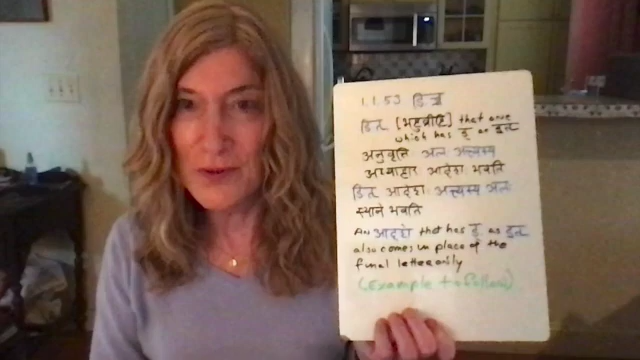 1.1.53 ङिच्च
ङित् [बहुव्रीहि] that one
which has ङ् as इत्
अनुवृत्ति अलः अन्त्यस्य
अध्याहार आदेशः भवति
ङित् आदेशः अन्त्यस्य अलः
स्थाने भवति
An आदेश that has ङ् as इत्
also comes in place of the
final letter only
(Example to follow)